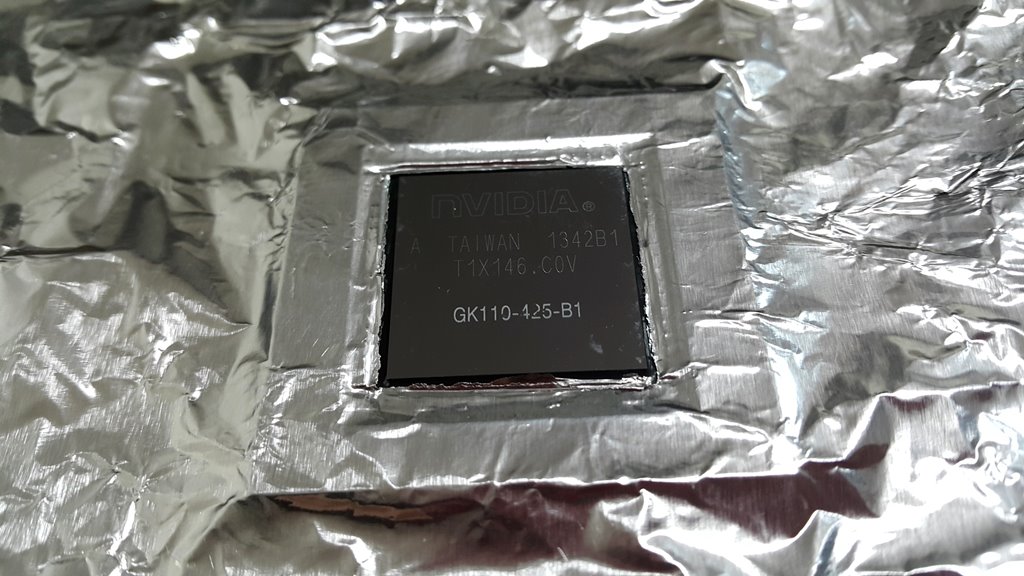 nVIDIA®
A TAIWAN 1342B1
T1X146.C0V
GK110-425-B1